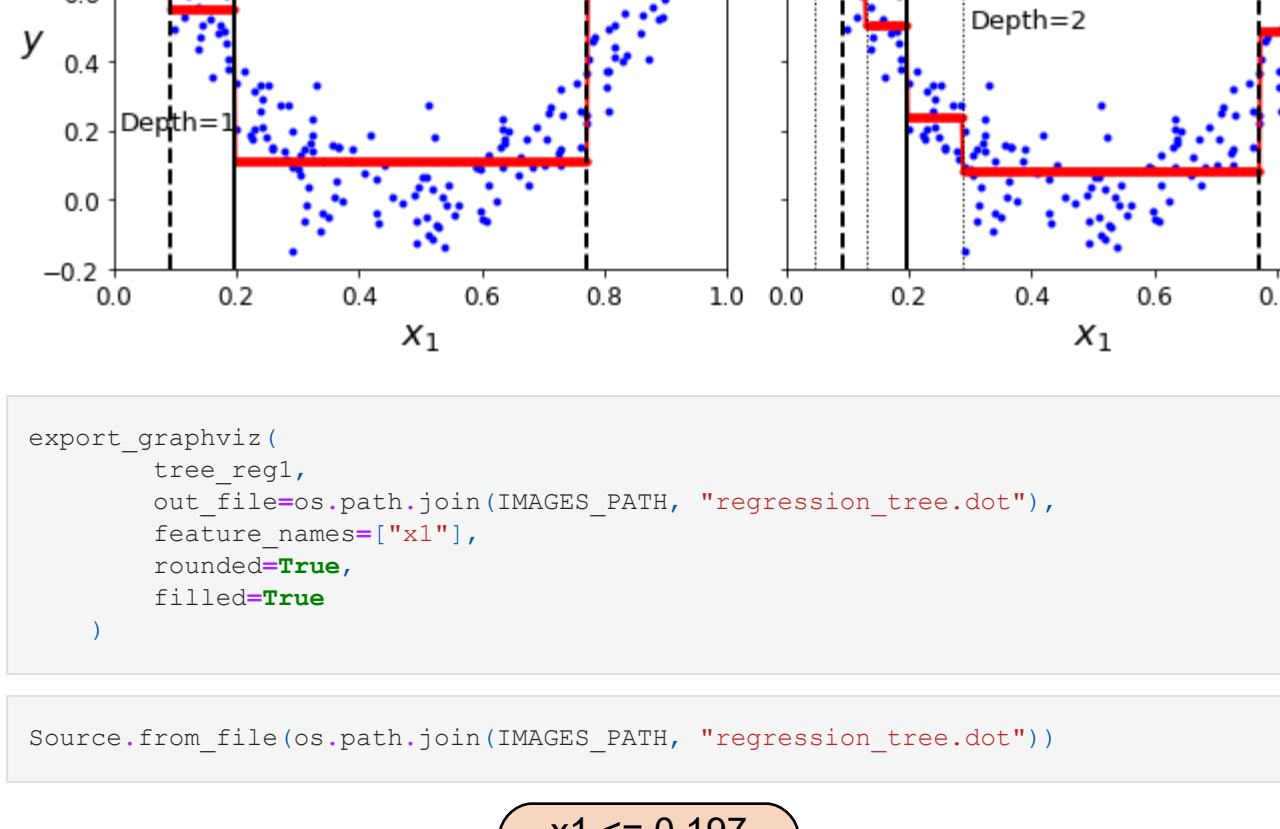 y
0.4
0.2
0.0
−0.2
Depth=1
0.0 0.2 0.4 0.6 0.8 1.0
x1
Depth=2
0.0 0.2 0.4 0.6
x1
export_graphviz(
        tree_reg1,
        out_file=os.path.join(IMAGES_PATH, "regression_tree.dot"),
        feature_names=["x1"],
        rounded=True,
        filled=True
    )
Source.from_file(os.path.join(IMAGES_PATH, "regression_tree.dot"))
x1 <= 0.197